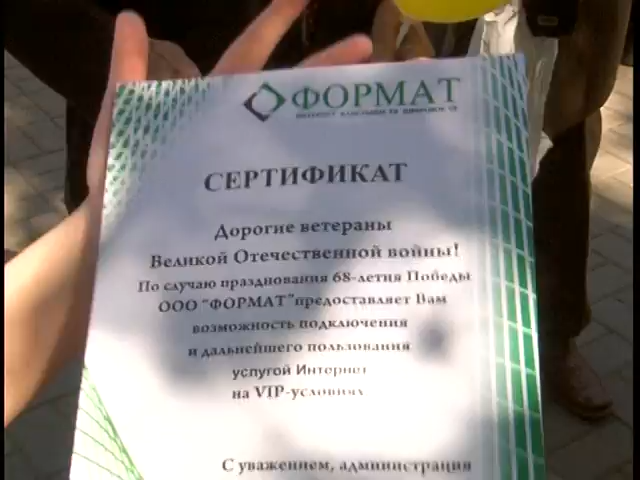 ФОРМАТ
СЕРТИФИКАТ
Дорогие ветераны
Великой Отечественной войны!
По случаю празднования 68-летия Победы
ООО "ФОРМАТ" предоставляет Вам
возможность подключения
и дальнейшего пользования
услугой Интернет
на VIP-условиях
С уважением, администрация